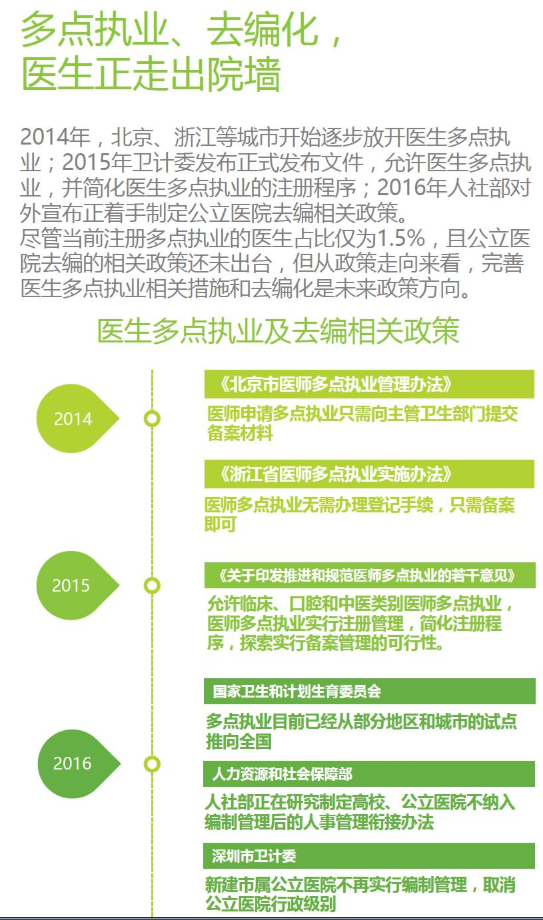 多点执业、去编化，
医生正走出院墙
2014年，北京、浙江等城市开始逐步放开医生多点执
业；2015年卫计委发布正式发布文件，允许医生多点执
业，并简化医生多点执业的注册程序；2016年人社部对
外宣布正着手制定公立医院去编相关政策。
尽管当前注册多点执业的医生占比仅为1.5%，且公立医
院去编的相关政策还未出台，但从政策走向来看，完善
医生多点执业相关措施和去编化是未来政策方向。
医生多点执业及去编相关政策
2014
《北京市医师多点执业管理办法》
医师申请多点执业只需向主管卫生部门提交
备案材料
《浙江省医师多点执业实施办法》
医师多点执业无需办理登记手续，只需备案
即可
2015
《关于印发推进和规范医师多点执业的若干意见》
允许临床、口腔和中医类别医师多点执业，
医师多点执业实行注册管理，简化注册程
序，探索实行备案管理的可行性。
2016
国家卫生和计划生育委员会
多点执业目前已经从部分地区和城市的试点
推向全国
人力资源和社会保障部
人社部正在研究制定高校、公立医院不纳入
编制管理后的人事管理衔接办法
深圳市卫计委
新建市属公立医院不再实行编制管理，取消
公立医院行政级别